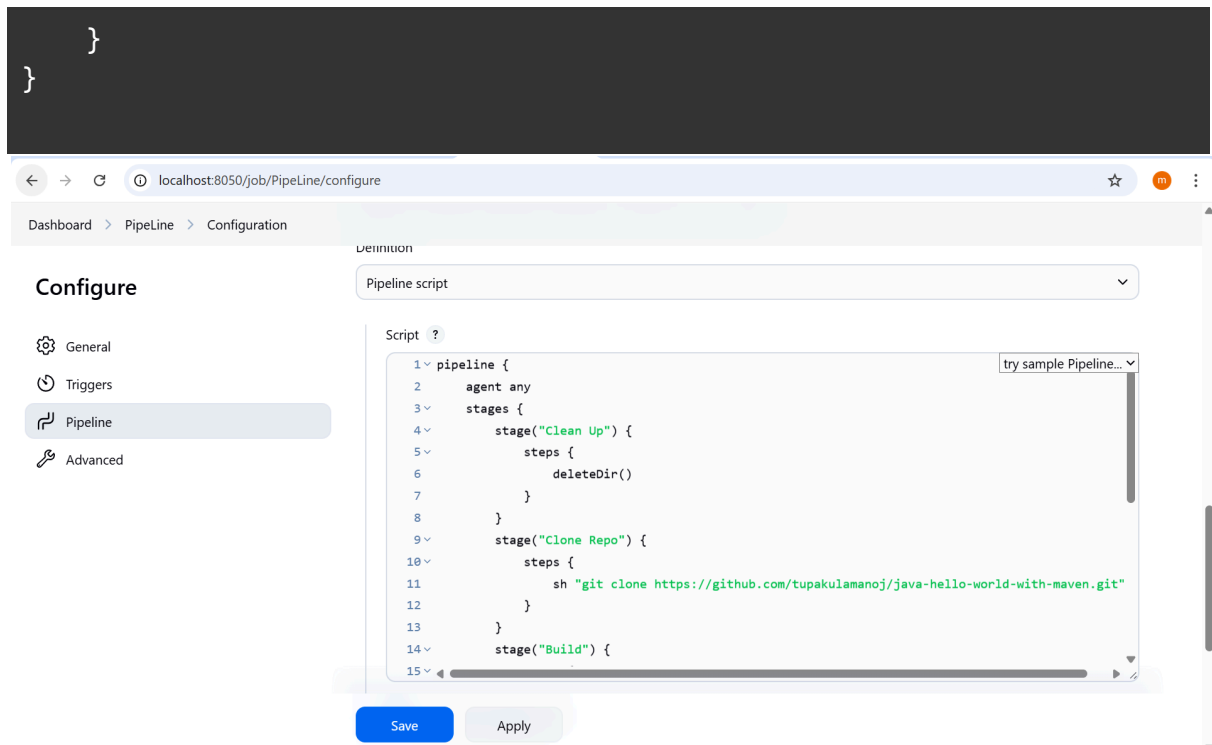 }
}
localhost:8050/job/PipeLine/configure
m
Dashboard > PipeLine > Configuration
Definition
Configure
Pipeline script
General
Triggers
Pipeline
Advanced
Script ?
try sample Pipeline...
1 pipeline {
2 agent any
3 stages {
4 stage("Clean Up") {
5 steps {
6 deleteDir()
7 }
8 }
9 stage("Clone Repo") {
10 steps {
11 sh "git clone https://github.com/tupakulamanoj/java-hello-world-with-maven.git"
12 }
13 }
14 stage("Build") {
15
Save Apply